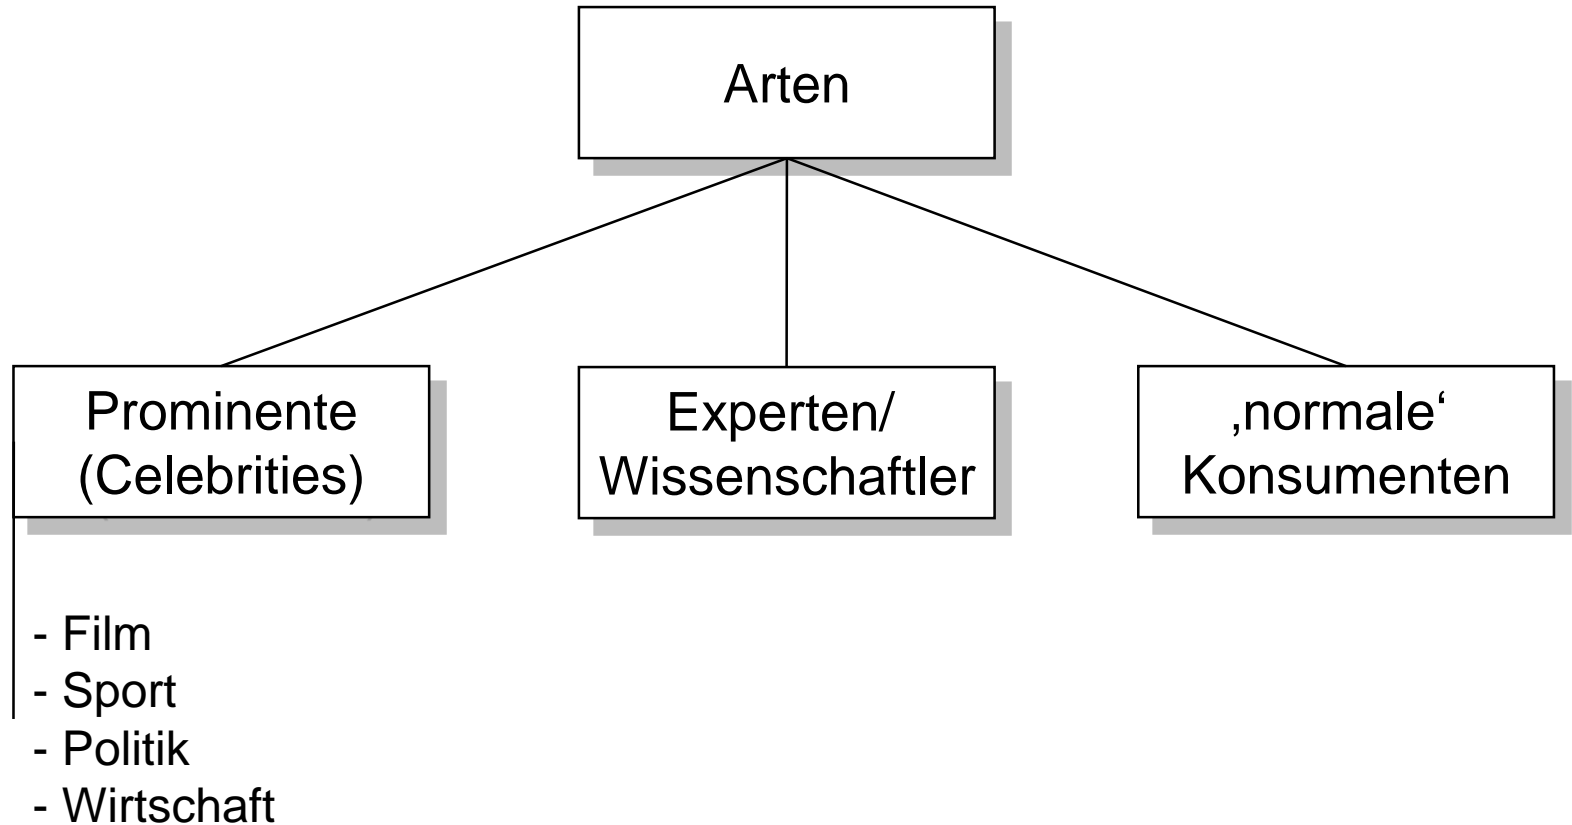 Arten
Prominente
(Celebrities)
Experten/
Wissenschaftler
‚normale‘
Konsumenten
- Film
- Sport
- Politik
- Wirtschaft